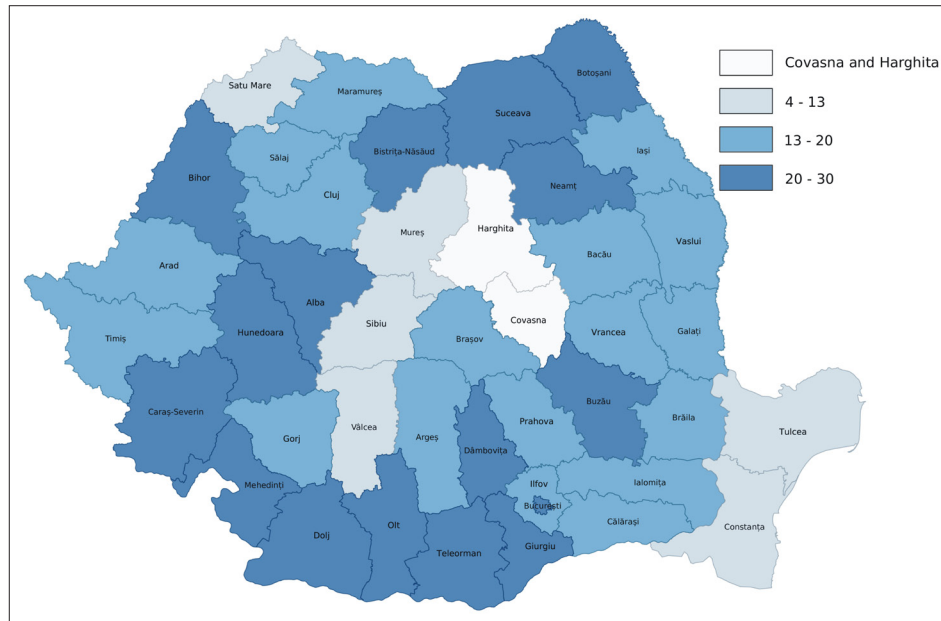 Covasna and Harghita
4 - 13
13 - 20
20 - 30
Botoșani
Satu Mare
Maramureș
Suceava
Iași
Bistrița-Năsăud
Sălaj
Bihor
Neamț
Cluj
Mureș
Harghita
Vaslui
Bacău
Arad
Alba
Covasna
Sibiu
Hunedoara
Vrancea
Galați
Timiș
Brașov
Buzău
Caraș-Severin
Prahova
Brăila
Vâlcea
Tulcea
Argeș
Gorj
Dâmbovița
Mehedinți
Ilfov
Ialomița
București
Călărași
Olt
Constanța
Dolj
Giurgiu
Teleorman